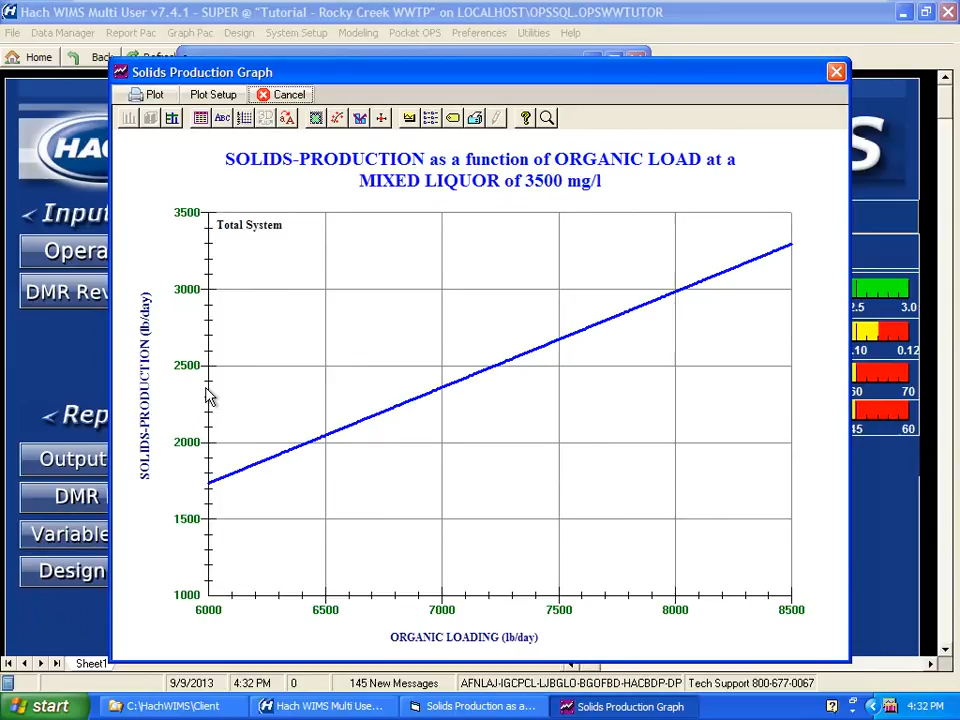 Hach WIMS Multi User v7.4.1 - SUPER @ "Tutorial - Rocky Creek WWTP" on LOCALHOST\OPSSQL.OPSWWTUTOR
File Data Manager Report Pac Graph Pac Design System Setup Modeling Pocket OPS Preferences Utilities Help
Home Back
Solids Production Graph
Plot Plot Setup Cancel
SOLIDS-PRODUCTION as a function of ORGANIC LOAD at a
MIXED LIQUOR of 3500 mg/l
Total System
3500
3000
2500
2000
1500
1000
SOLIDS-PRODUCTION (lb/day)
6000 6500 7000 7500 8000 8500
ORGANIC LOADING (lb/day)
HAC
S
< Input
Opera
DMR Rev
< Rep
Output
DMR
Variable
Design
2.5 3.0
.10 0.12
60 70
45 60
Sheet1
9/9/2013 4:32 PM 0 145 New Messages AFNLAJ-IGCPCL-LJBGLO-BGOFBD-HACBDP-DP Tech Support 800-677-0067
start C:\HachWIMS\Client Hach WIMS Multi Use... Solids Production as a... Solids Production Graph 4:32 PM